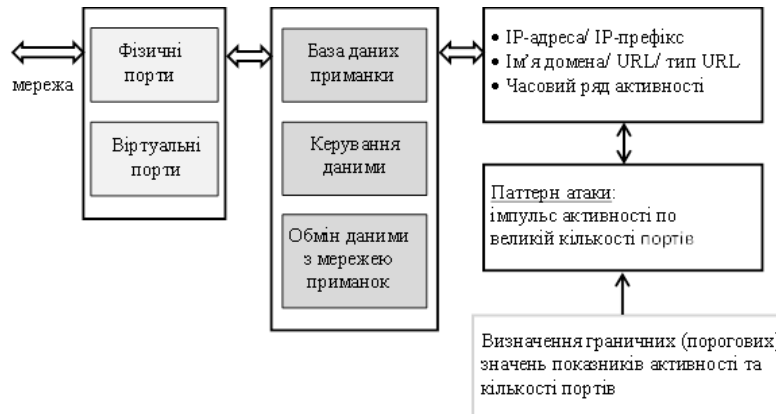 мережа
Фізичні
порти
Віртуальні
порти
База даних
приманки
Керування
даними
Обмін даними
з мережею
приманок
• IP-адреса/ IP-префікс
• Ім'я домена/ URL/ тип URL
• Часовий ряд активності
Паттерн атаки:
імпульс активності по
великій кількості портів
Визначення граничних (порогових)
значень показників активності та
кількості портів